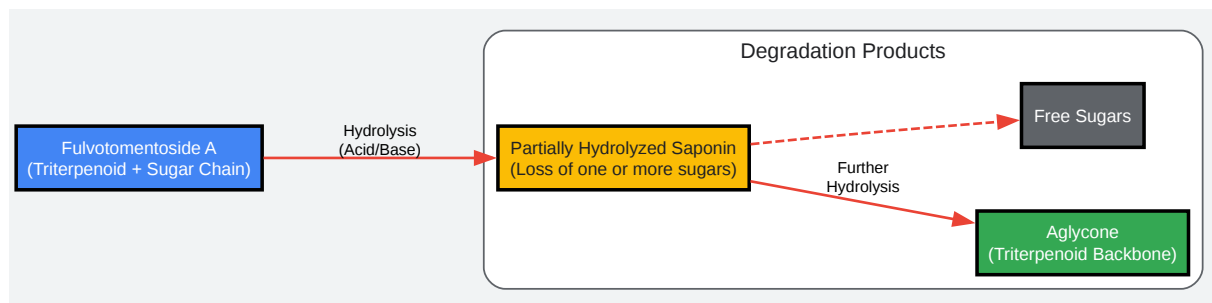 Degradation Products
Fulvotomentoside A
(Triterpenoid + Sugar Chain)
Hydrolysis
(Acid/Base)
Partially Hydrolyzed Saponin
(Loss of one or more sugars)
Free Sugars
Further
Hydrolysis
Aglycone
(Triterpenoid Backbone)